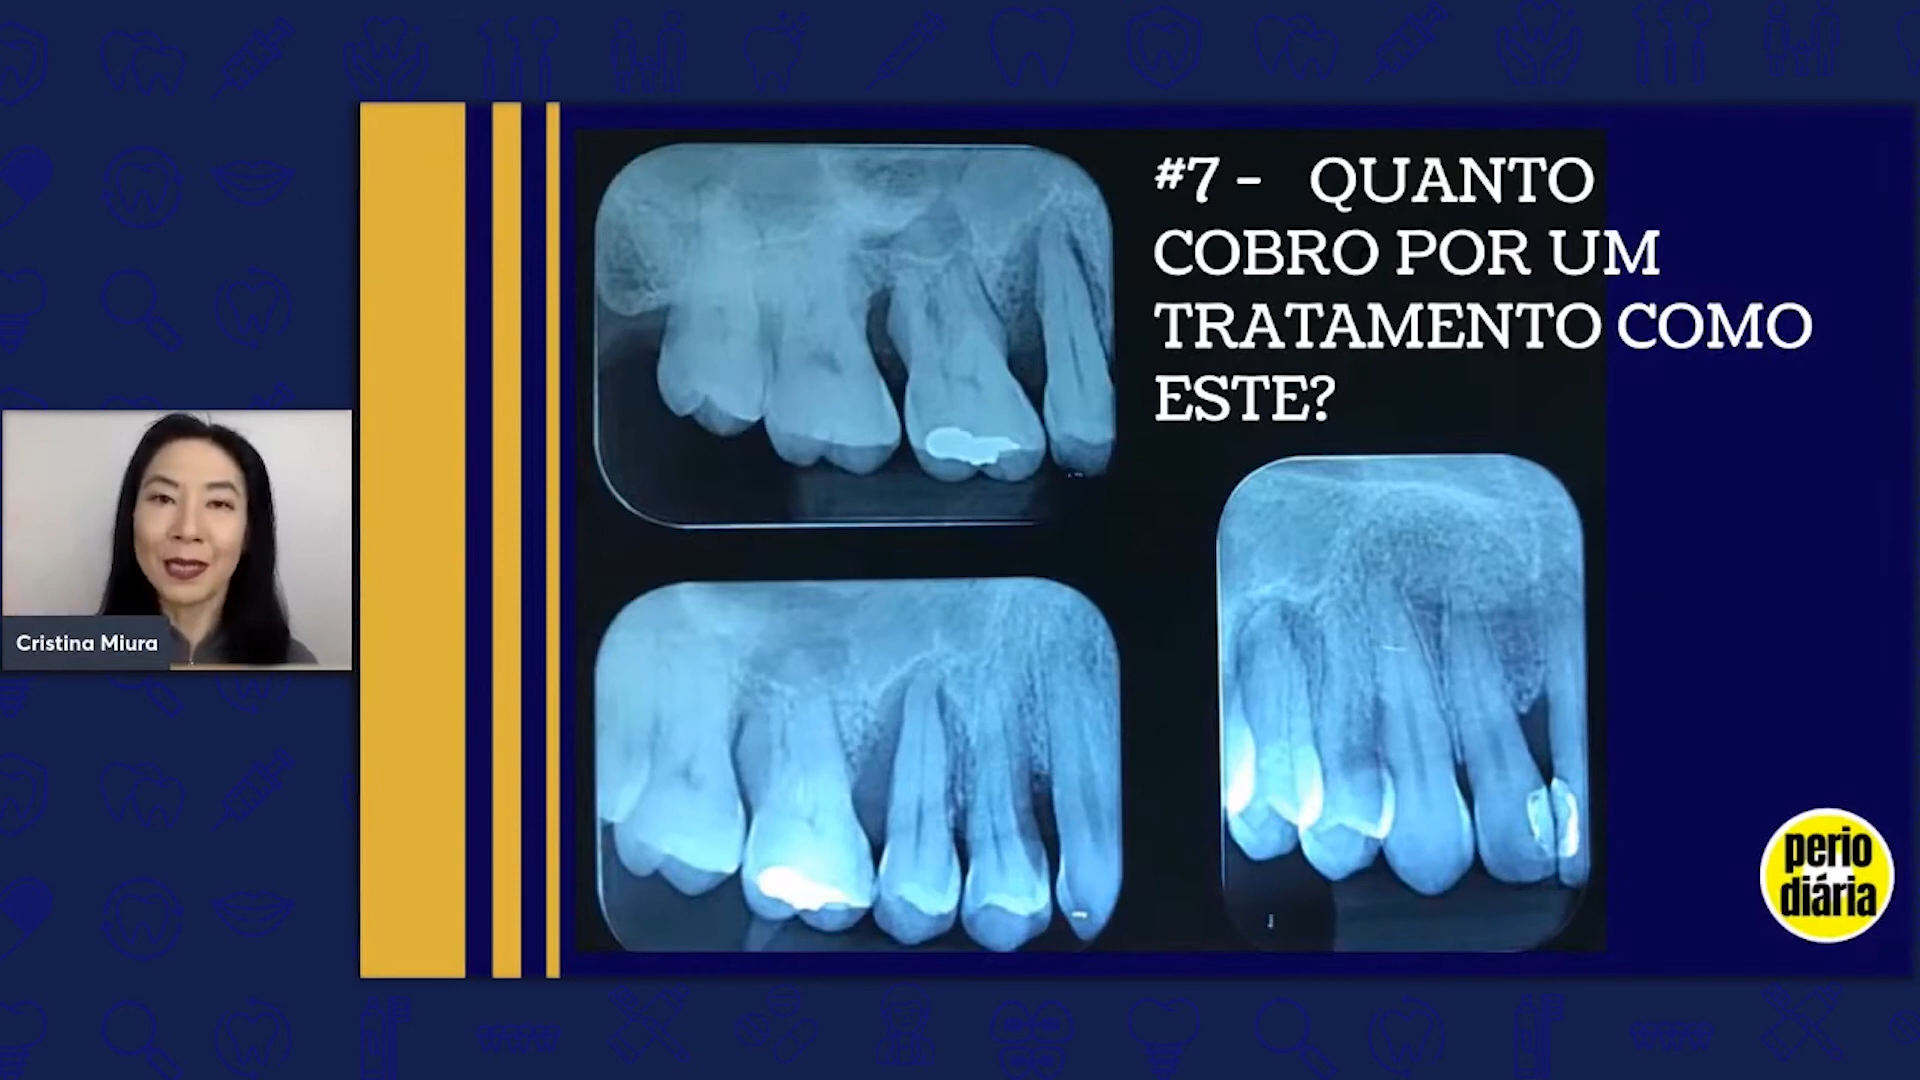 #7 - QUANTO
COBRO POR UM
TRATAMENTO COMO
ESTE?
Cristina Miura
perio
diária